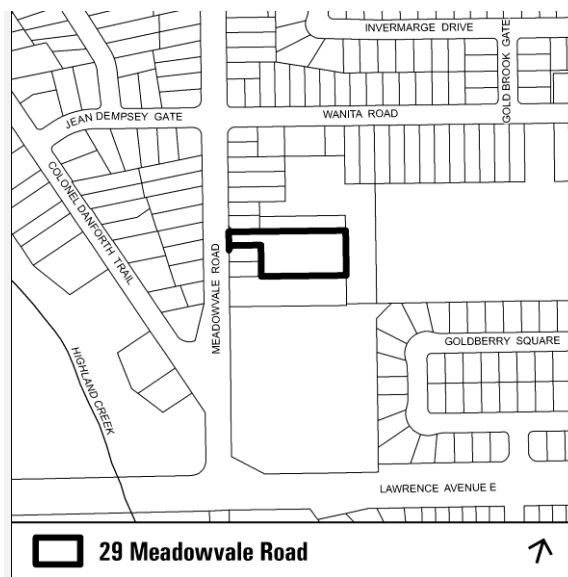 INVERMARGE DRIVE
GOLD BROOK GATE
JEAN DEMPSEY GATE
WANITA ROAD
COLONEL DANFORTH TRAIL
MEADOWVALE ROAD
GOLDBERRY SQUARE
HIGHLAND CREEK
LAWRENCE AVENUE E
29 Meadowvale Road